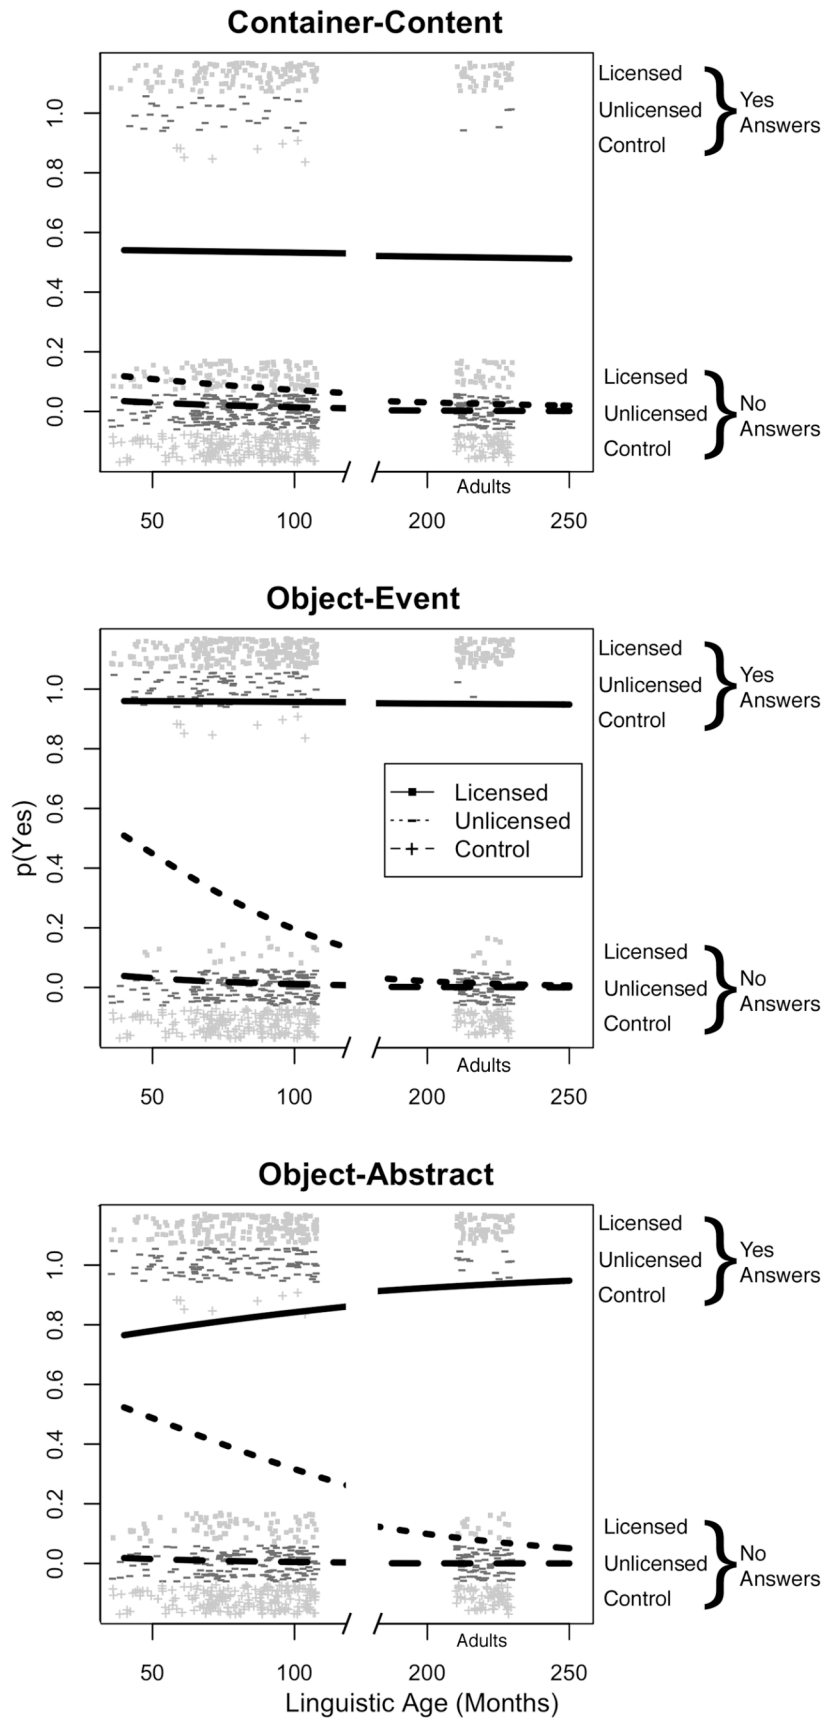 Container-Content
Licensed
Unlicensed
Control
Yes
Answers
1.0
0.8
0.6
0.4
0.2
0.0
Licensed
Unlicensed
Control
No
Answers
Adults
50
100
200
250
Object-Event
Licensed
Unlicensed
Control
Yes
Answers
1.0
0.8
0.6
0.4
0.2
0.0
p(Yes)
Licensed
Unlicensed
Control
Licensed
Unlicensed
Control
No
Answers
Adults
50
100
200
250
Object-Abstract
Licensed
Unlicensed
Control
Yes
Answers
1.0
0.8
0.6
0.4
0.2
0.0
Licensed
Unlicensed
Control
No
Answers
Adults
50
100
200
250
Linguistic Age (Months)